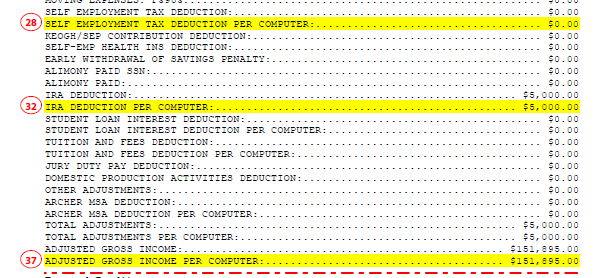 SELF EMPLOYMENT TAX DEDUCTION: $0.00
28 SELF EMPLOYMENT TAX DEDUCTION PER COMPUTER: $0.00
KEOGH/SEP CONTRIBUTION DEDUCTION: $0.00
SELF-EMP HEALTH INS DEDUCTION: $0.00
EARLY WITHDRAWAL OF SAVINGS PENALTY: $0.00
ALIMONY PAID SSN:
ALIMONY PAID: $0.00
IRA DEDUCTION: $5,000.00
32 IRA DEDUCTION PER COMPUTER: $5,000.00
STUDENT LOAN INTEREST DEDUCTION: $0.00
STUDENT LOAN INTEREST DEDUCTION PER COMPUTER: $0.00
TUITION AND FEES DEDUCTION: $0.00
TUITION AND FEES DEDUCTION PER COMPUTER: $0.00
JURY DUTY PAY DEDUCTION: $0.00
DOMESTIC PRODUCTION ACTIVITIES DEDUCTION: $0.00
OTHER ADJUSTMENTS: $0.00
ARCHER MSA DEDUCTION: $0.00
ARCHER MSA DEDUCTION PER COMPUTER: $0.00
TOTAL ADJUSTMENTS: $5,000.00
TOTAL ADJUSTMENTS PER COMPUTER: $5,000.00
ADJUSTED GROSS INCOME: $151,895.00
37 ADJUSTED GROSS INCOME PER COMPUTER: $151,895.00